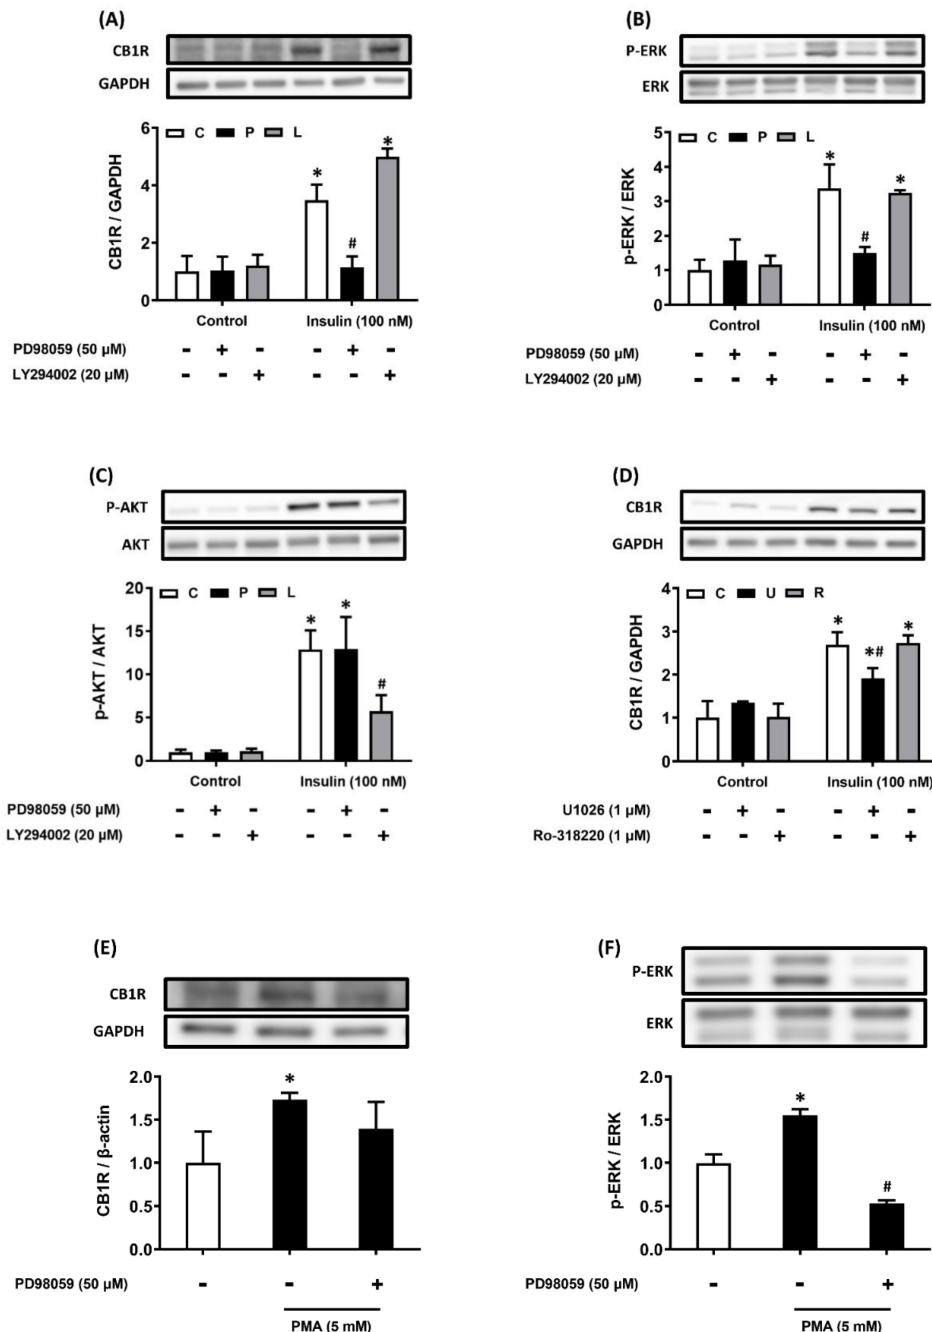 (A)
CB1R
GAPDH
C P L
CB1R / GAPDH
6
4
2
0
* # *
Control Insulin (100 nM)
PD98059 (50 µM) - + - - + -
LY294002 (20 µM) - - + - - +
(B)
P-ERK
ERK
C P L
p-ERK / ERK
5
4
3
2
1
0
* # *
Control Insulin (100 nM)
PD98059 (50 µM) - + - - + -
LY294002 (20 µM) - - + - - +
(C)
P-AKT
AKT
C P L
p-AKT / AKT
20
15
10
5
0
* * #
Control Insulin (100 nM)
PD98059 (50 µM) - + - - + -
LY294002 (20 µM) - - + - - +
(D)
CB1R
GAPDH
C U R
CB1R / GAPDH
4
3
2
1
0
* *# *
Control Insulin (100 nM)
U1026 (1 µM) - + - - + -
Ro-318220 (1 µM) - - + - - +
(E)
CB1R
GAPDH
CB1R / β-actin
2.0
1.5
1.0
0.5
0.0
*
PD98059 (50 µM) - - +
PMA (5 mM)
(F)
P-ERK
ERK
p-ERK / ERK
2.0
1.5
1.0
0.5
0.0
* #
PD98059 (50 µM) - - +
PMA (5 mM)